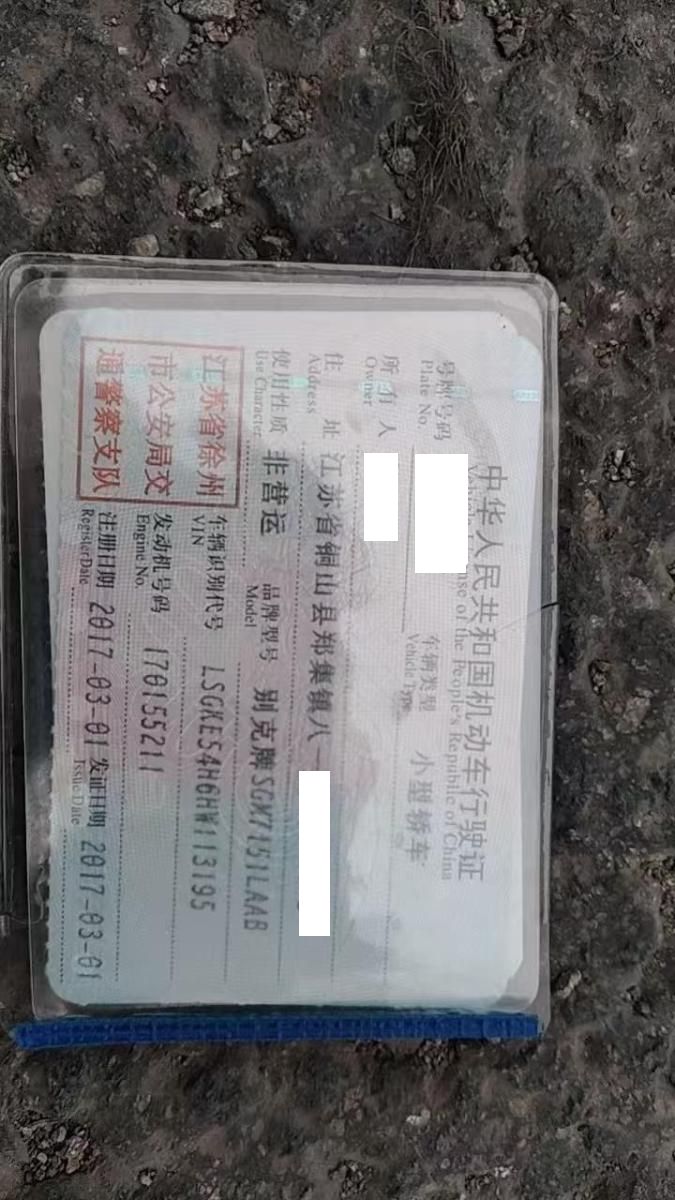 中华人民共和国机动车行驶证
nse of the People's Republic of China
号牌号码
Plate No.
车辆类型 小型轿车
Vehicle Type
所有人
Owner
住址 江苏省铜山县郑集镇八一
Address
使用性质 非营运
Use Character
品牌型号 别克牌SGM7151LAAB
Model
江苏省徐州
市公安局交
通警察支队
车辆识别代号 LSGKE54H6HW113195
VIN
发动机号码 170155211
Engine No.
注册日期 2017-03-01
Register Date
发证日期 2017-03-01
Issue Date